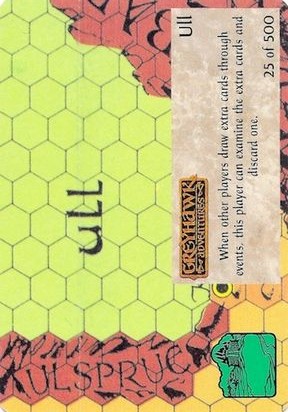 Ull
GREYHAWK
ADVENTURES
When other players draw extra cards through
events, this player can examine the extra cards and
discard one.
25 of 500
ULL
ULSPRUE